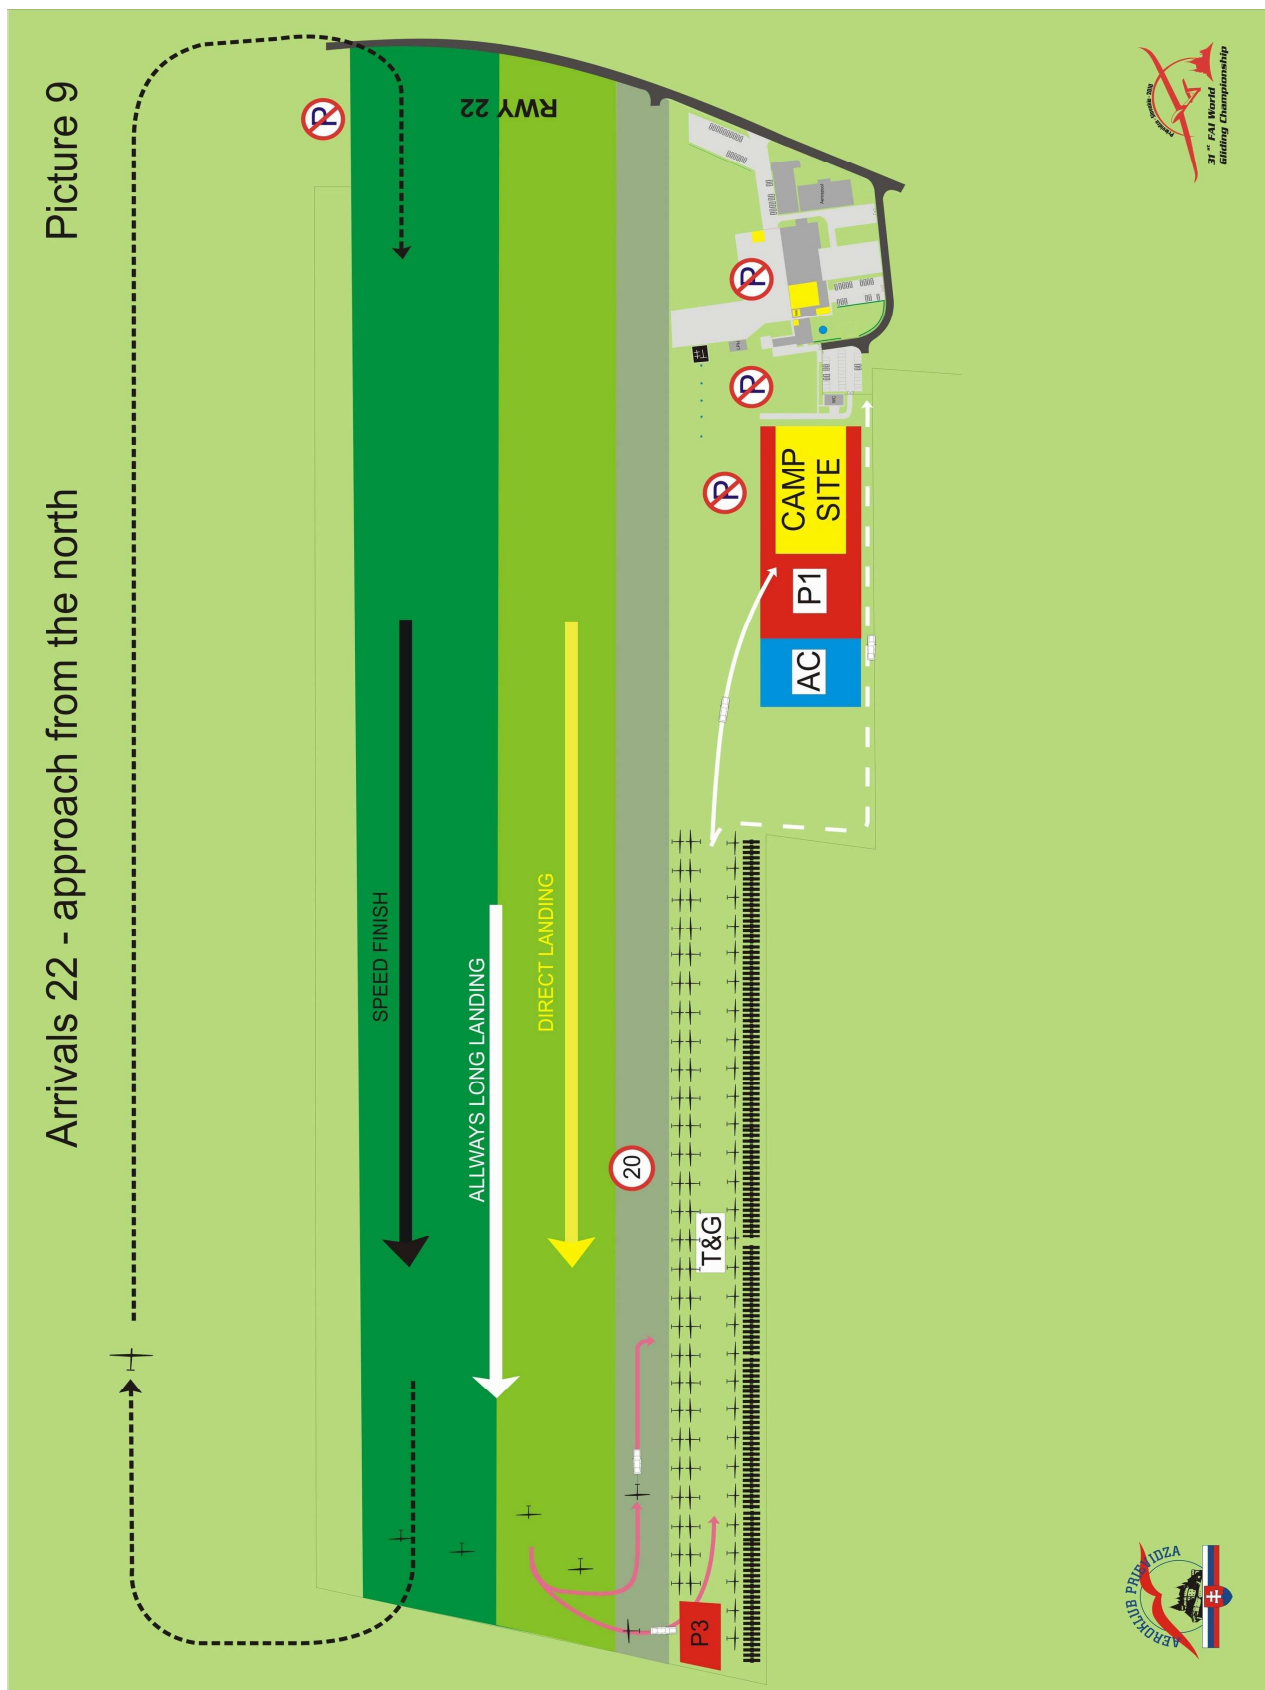 Arrivals 22 - approach from the north
Picture 9
P
RWY 22
SPEED FINISH
ALLWAYS LONG LANDING
DIRECT LANDING
20
T&G
P3
P
P
P
CAMP
SITE
P1
AC
31st FAI World
Gliding Championship
AEROKLUB PRIEVIDZA